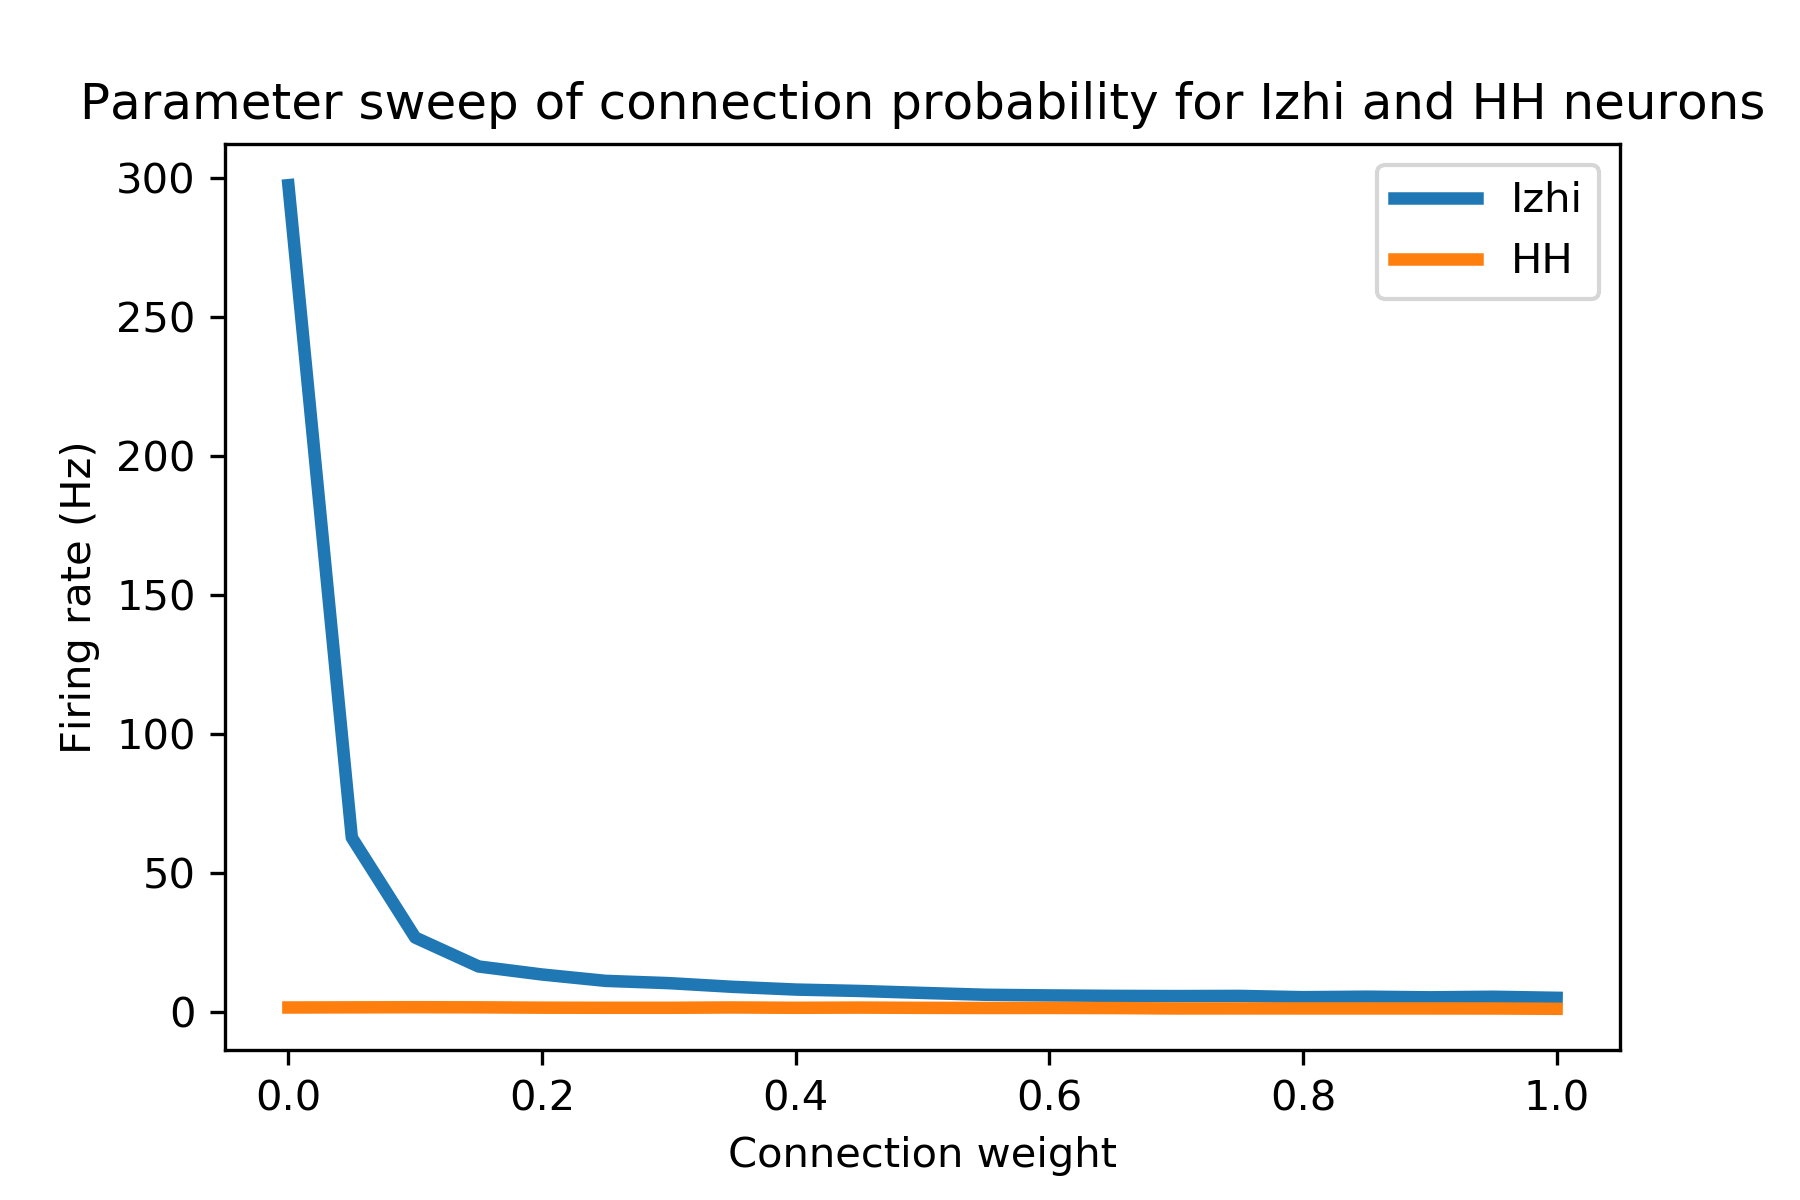 Parameter sweep of connection probability for Izhi and HH neurons
300
250
200
150
100
50
0
Firing rate (Hz)
Izhi
HH
0.0 0.2 0.4 0.6 0.8 1.0
Connection weight